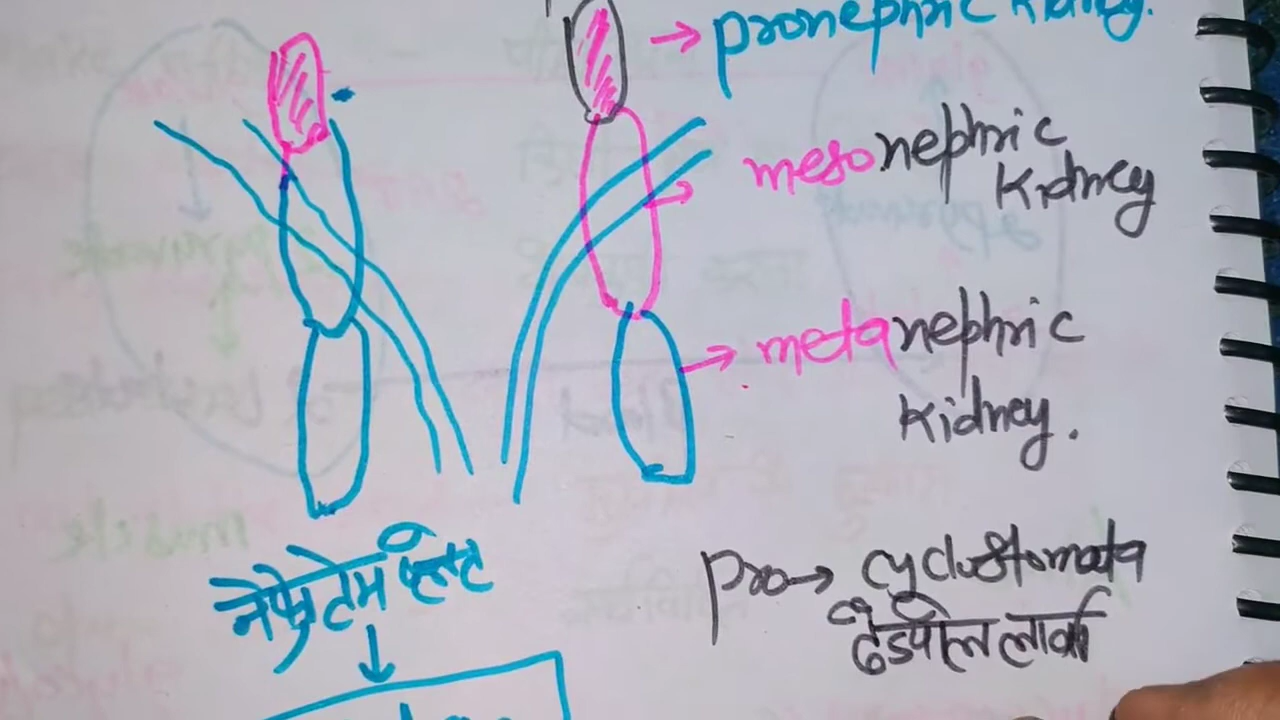 pronephric kidney.
mesonephric
Kidney
metanephric
Kidney.
नेफ्रोटोम प्लेट
pro→ cyclostomata
टेडपोल लार्वा